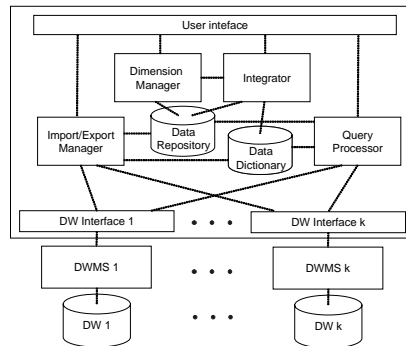 User inteface
Dimension
Manager
Integrator
Import/Export
Manager
Data
Repository
Data
Dictionary
Query
Processor
DW Interface 1
• • •
DW Interface k
DWMS 1
• • •
DWMS k
DW 1
• • •
DW k